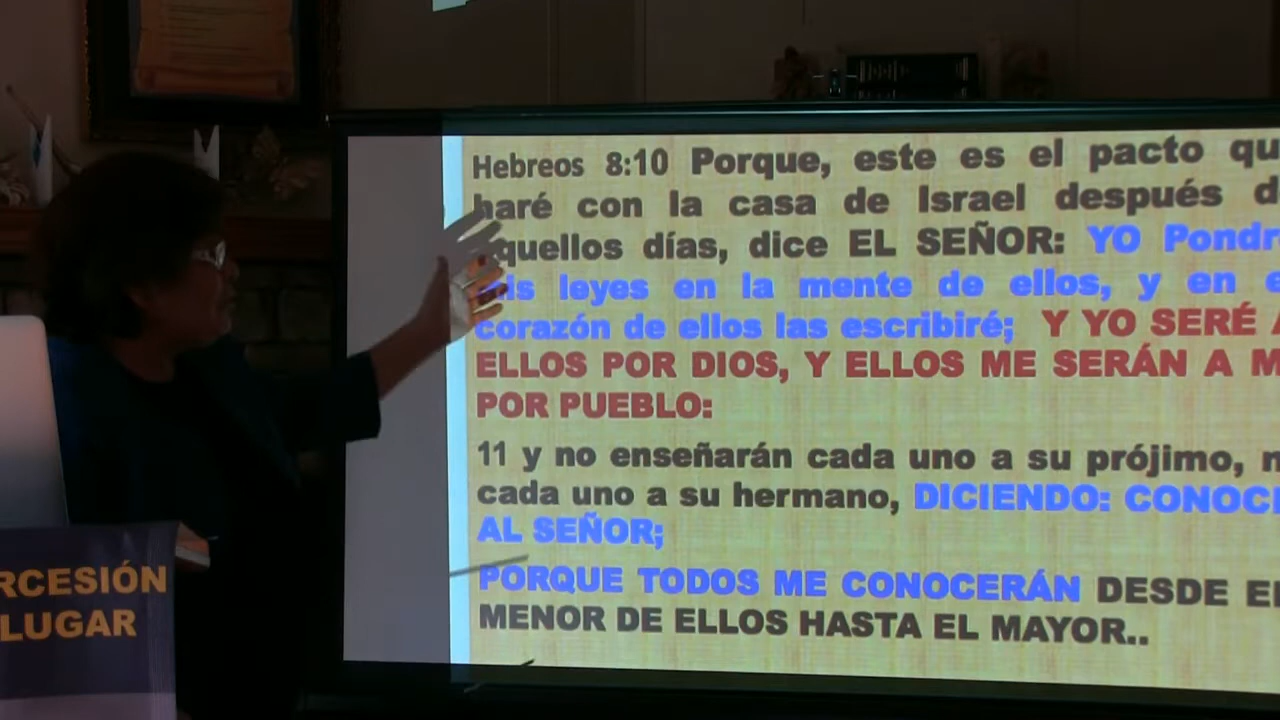 Hebreos 8:10 Porque, este es el pacto qu
haré con la casa de Israel después d
quellos días, dice EL SEÑOR: YO Pondr
is leyes en la mente de ellos, y en e
corazón de ellos las escribiré; Y YO SERÉ A
ELLOS POR DIOS, Y ELLOS ME SERÁN A M
POR PUEBLO:
11 y no enseñarán cada uno a su prójimo, n
cada uno a su hermano, DICIENDO: CONOC
AL SEÑOR;
PORQUE TODOS ME CONOCERÁN DESDE E
MENOR DE ELLOS HASTA EL MAYOR..
RCESIÓN
LUGAR